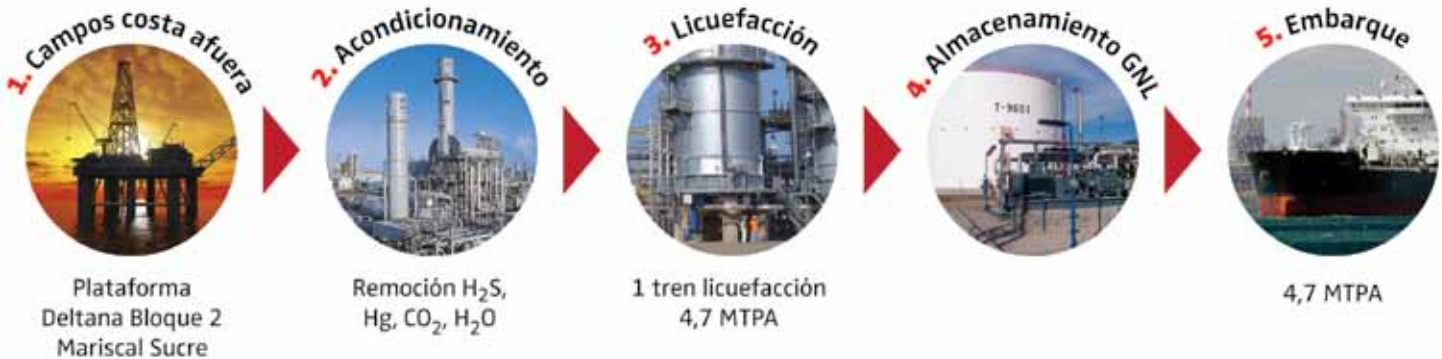 1. Campos costa afuera
2. Acondicionamiento
3. Licuefacción
4. Almacenamiento GNL
5. Embarque
T-9601
Plataforma
Deltana Bloque 2
Mariscal Sucre
Remoción H₂S,
Hg, CO₂, H₂O
1 tren licuefacción
4,7 MTPA
4,7 MTPA